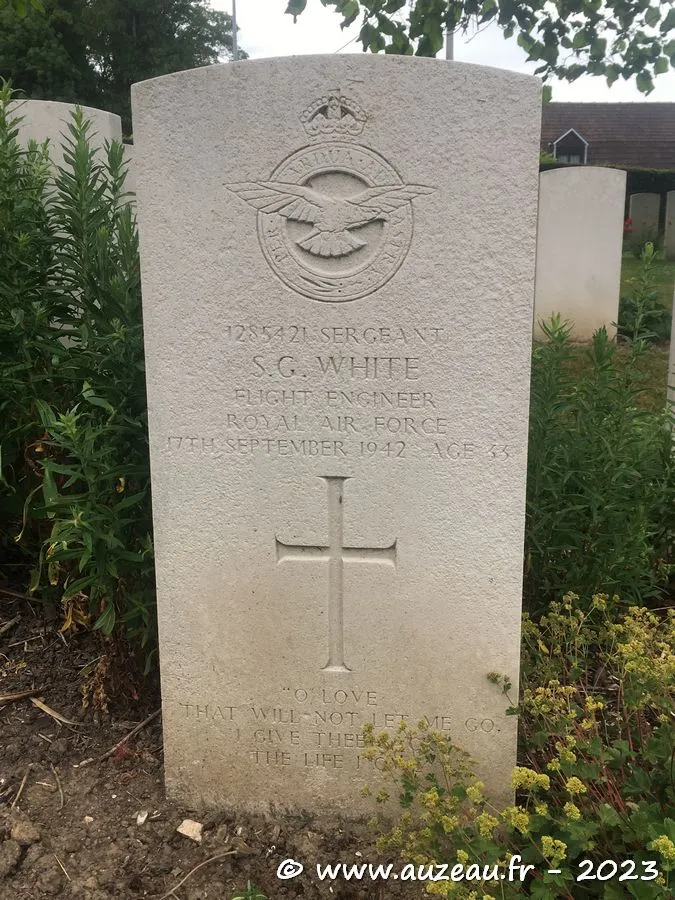 1285421 SERGEANT
S.G. WHITE
FLIGHT ENGINEER
ROYAL AIR FORCE
17TH SEPTEMBER 1942 AGE 33
"O LOVE
THAT WILL NOT LET ME GO,
I GIVE THEE
THE LIFE I
© www.auzeau.fr - 2023